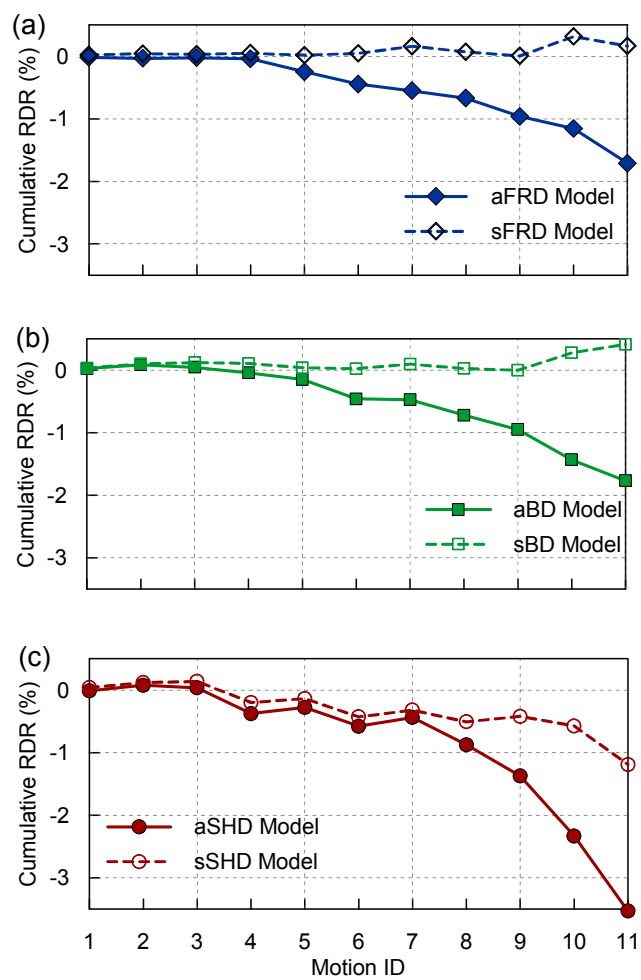 (a)
Cumulative RDR (%)
0
-1
-2
-3
aFRD Model
sFRD Model
(b)
Cumulative RDR (%)
0
-1
-2
-3
aBD Model
sBD Model
(c)
Cumulative RDR (%)
0
-1
-2
-3
aSHD Model
sSHD Model
1 2 3 4 5 6 7 8 9 10 11
Motion ID